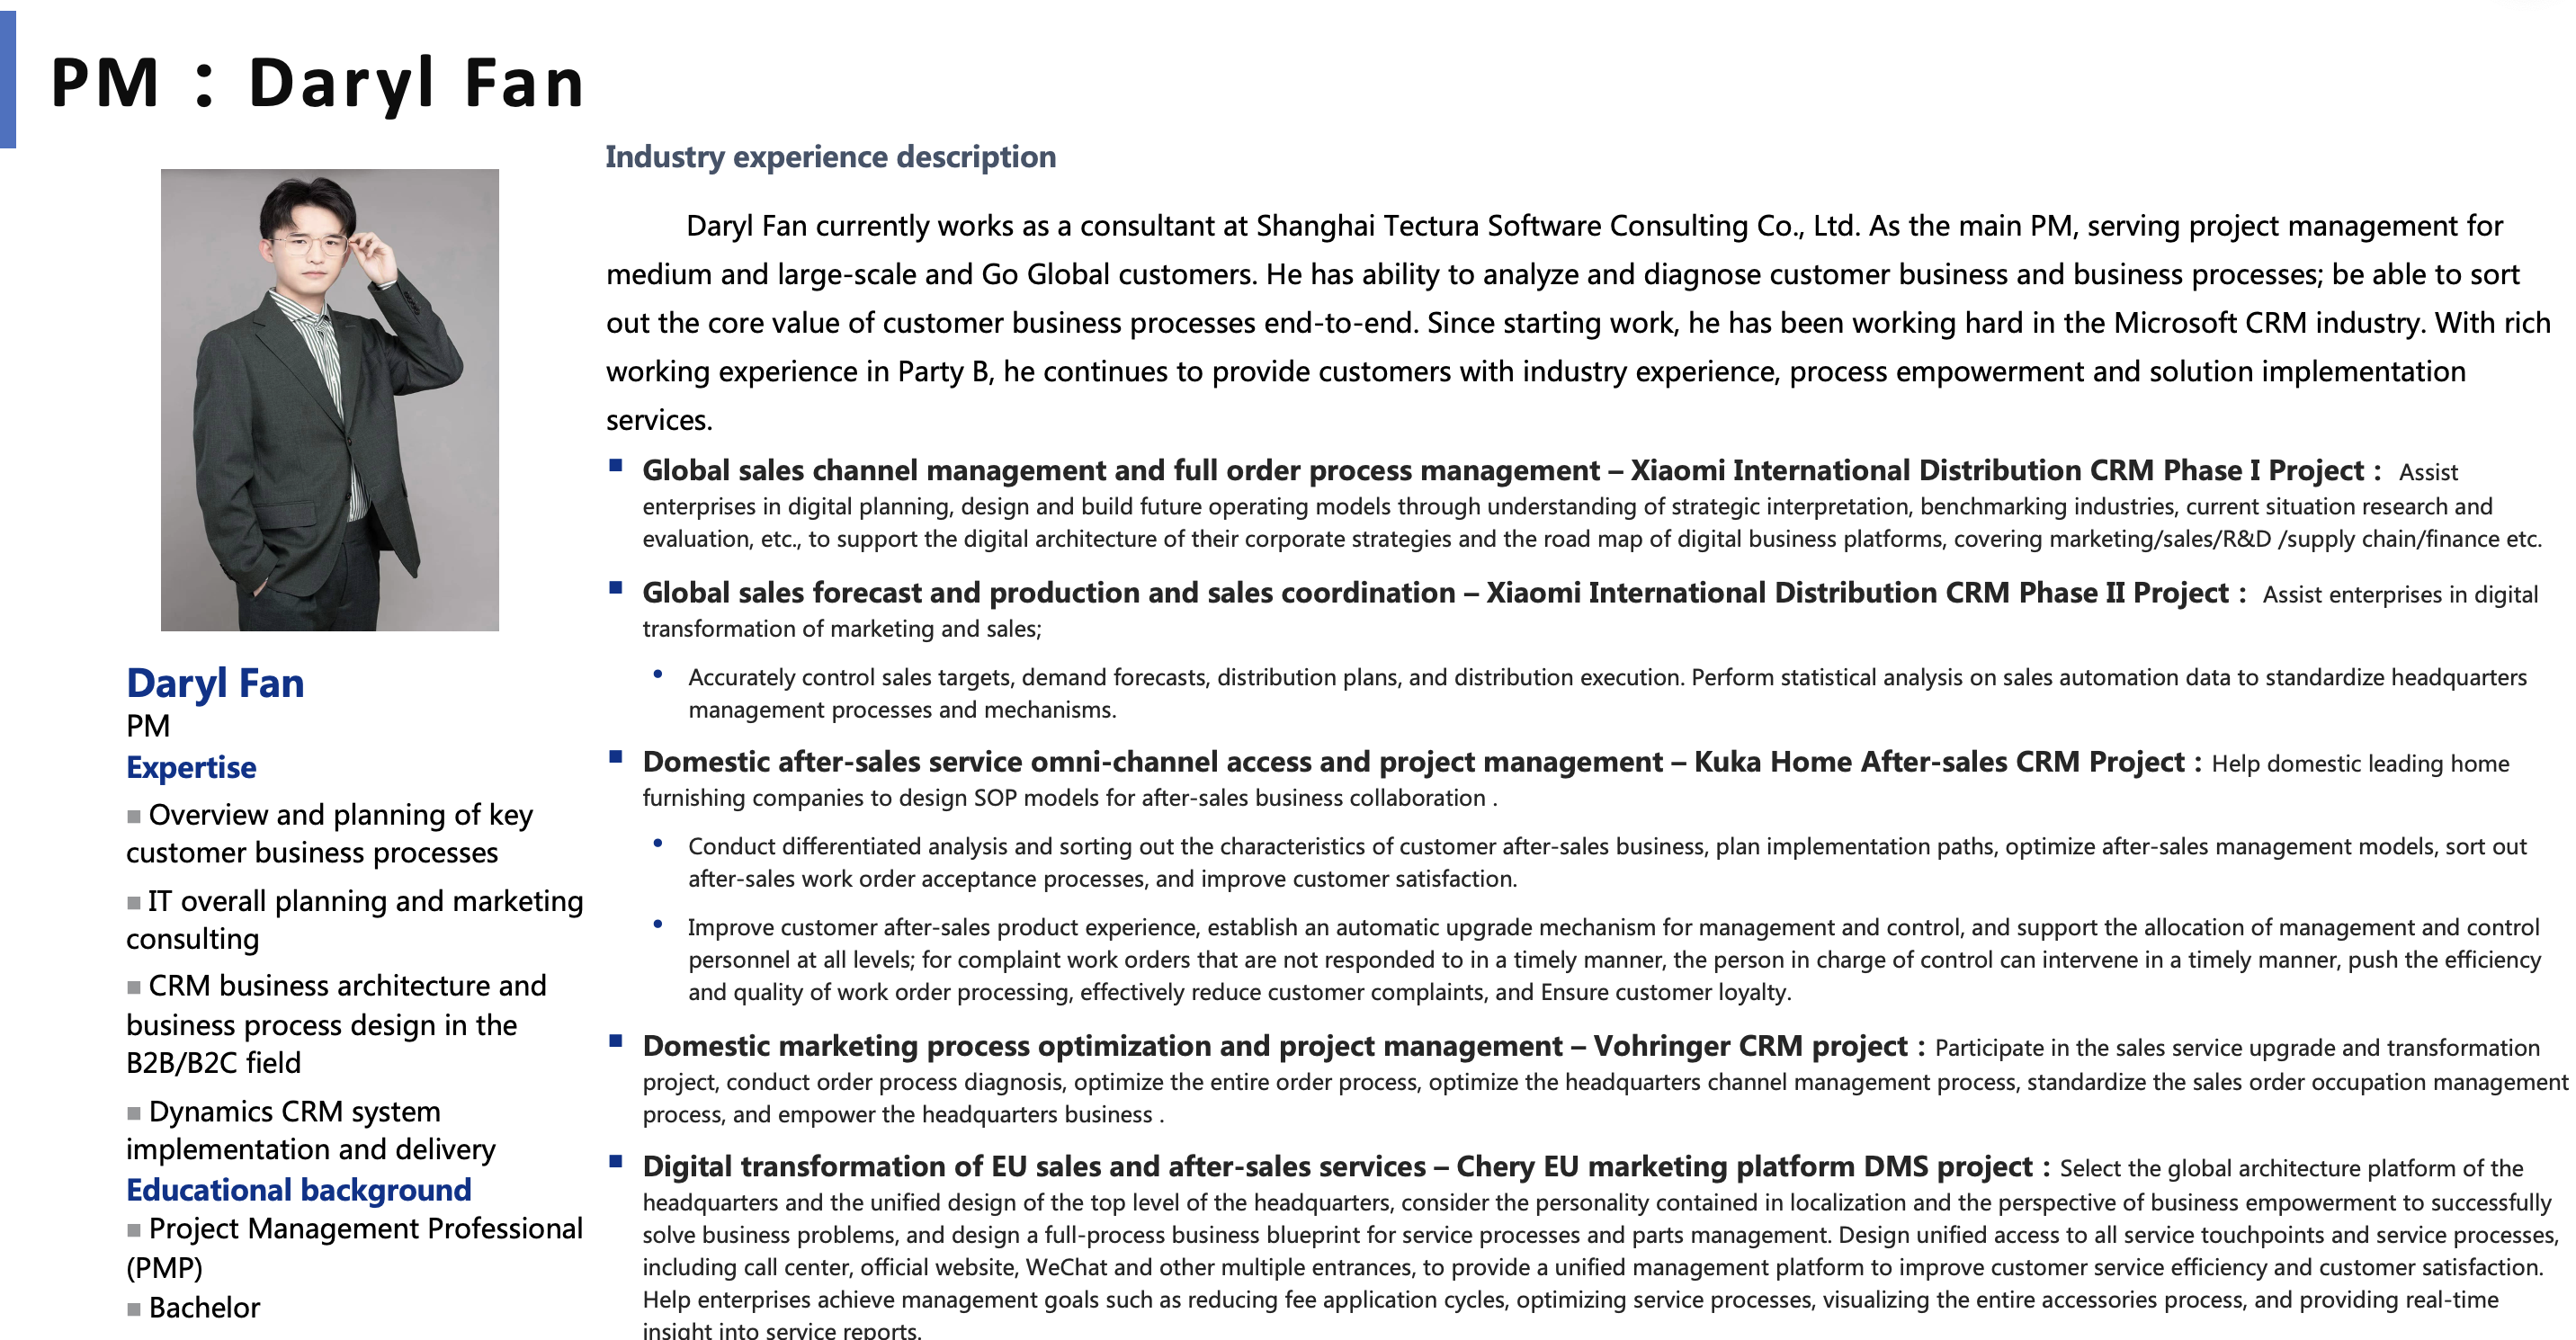 PM：Daryl Fan
Daryl Fan
PM
Expertise
Overview and planning of key
customer business processes
IT overall planning and marketing
consulting
CRM business architecture and
business process design in the
B2B/B2C field
Dynamics CRM system
implementation and delivery
Educational background
Project Management Professional
(PMP)
Bachelor
Industry experience description
Daryl Fan currently works as a consultant at Shanghai Tectura Software Consulting Co., Ltd. As the main PM, serving project management for
medium and large-scale and Go Global customers. He has ability to analyze and diagnose customer business and business processes; be able to sort
out the core value of customer business processes end-to-end. Since starting work, he has been working hard in the Microsoft CRM industry. With rich
working experience in Party B, he continues to provide customers with industry experience, process empowerment and solution implementation
services.
Global sales channel management and full order process management – Xiaomi International Distribution CRM Phase I Project： Assist
enterprises in digital planning, design and build future operating models through understanding of strategic interpretation, benchmarking industries, current situation research and
evaluation, etc., to support the digital architecture of their corporate strategies and the road map of digital business platforms, covering marketing/sales/R&D /supply chain/finance etc.
Global sales forecast and production and sales coordination – Xiaomi International Distribution CRM Phase II Project： Assist enterprises in digital
transformation of marketing and sales;
• Accurately control sales targets, demand forecasts, distribution plans, and distribution execution. Perform statistical analysis on sales automation data to standardize headquarters
management processes and mechanisms.
Domestic after-sales service omni-channel access and project management – Kuka Home After-sales CRM Project：Help domestic leading home
furnishing companies to design SOP models for after-sales business collaboration .
• Conduct differentiated analysis and sorting out the characteristics of customer after-sales business, plan implementation paths, optimize after-sales management models, sort out
after-sales work order acceptance processes, and improve customer satisfaction.
• Improve customer after-sales product experience, establish an automatic upgrade mechanism for management and control, and support the allocation of management and control
personnel at all levels; for complaint work orders that are not responded to in a timely manner, the person in charge of control can intervene in a timely manner, push the efficiency
and quality of work order processing, effectively reduce customer complaints, and Ensure customer loyalty.
Domestic marketing process optimization and project management – Vohringer CRM project：Participate in the sales service upgrade and transformation
project, conduct order process diagnosis, optimize the entire order process, optimize the headquarters channel management process, standardize the sales order occupation management
process, and empower the headquarters business .
Digital transformation of EU sales and after-sales services – Chery EU marketing platform DMS project：Select the global architecture platform of the
headquarters and the unified design of the top level of the headquarters, consider the personality contained in localization and the perspective of business empowerment to successfully
solve business problems, and design a full-process business blueprint for service processes and parts management. Design unified access to all service touchpoints and service processes,
including call center, official website, WeChat and other multiple entrances, to provide a unified management platform to improve customer service efficiency and customer satisfaction.
Help enterprises achieve management goals such as reducing fee application cycles, optimizing service processes, visualizing the entire accessories process, and providing real-time
insight into service reports.